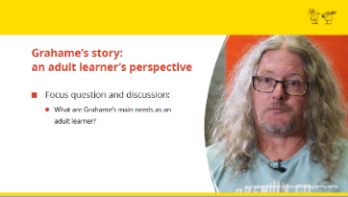 Grahame's story:
an adult learner's perspective
Focus question and discussion:
What are Grahame's main needs as an
adult learner?